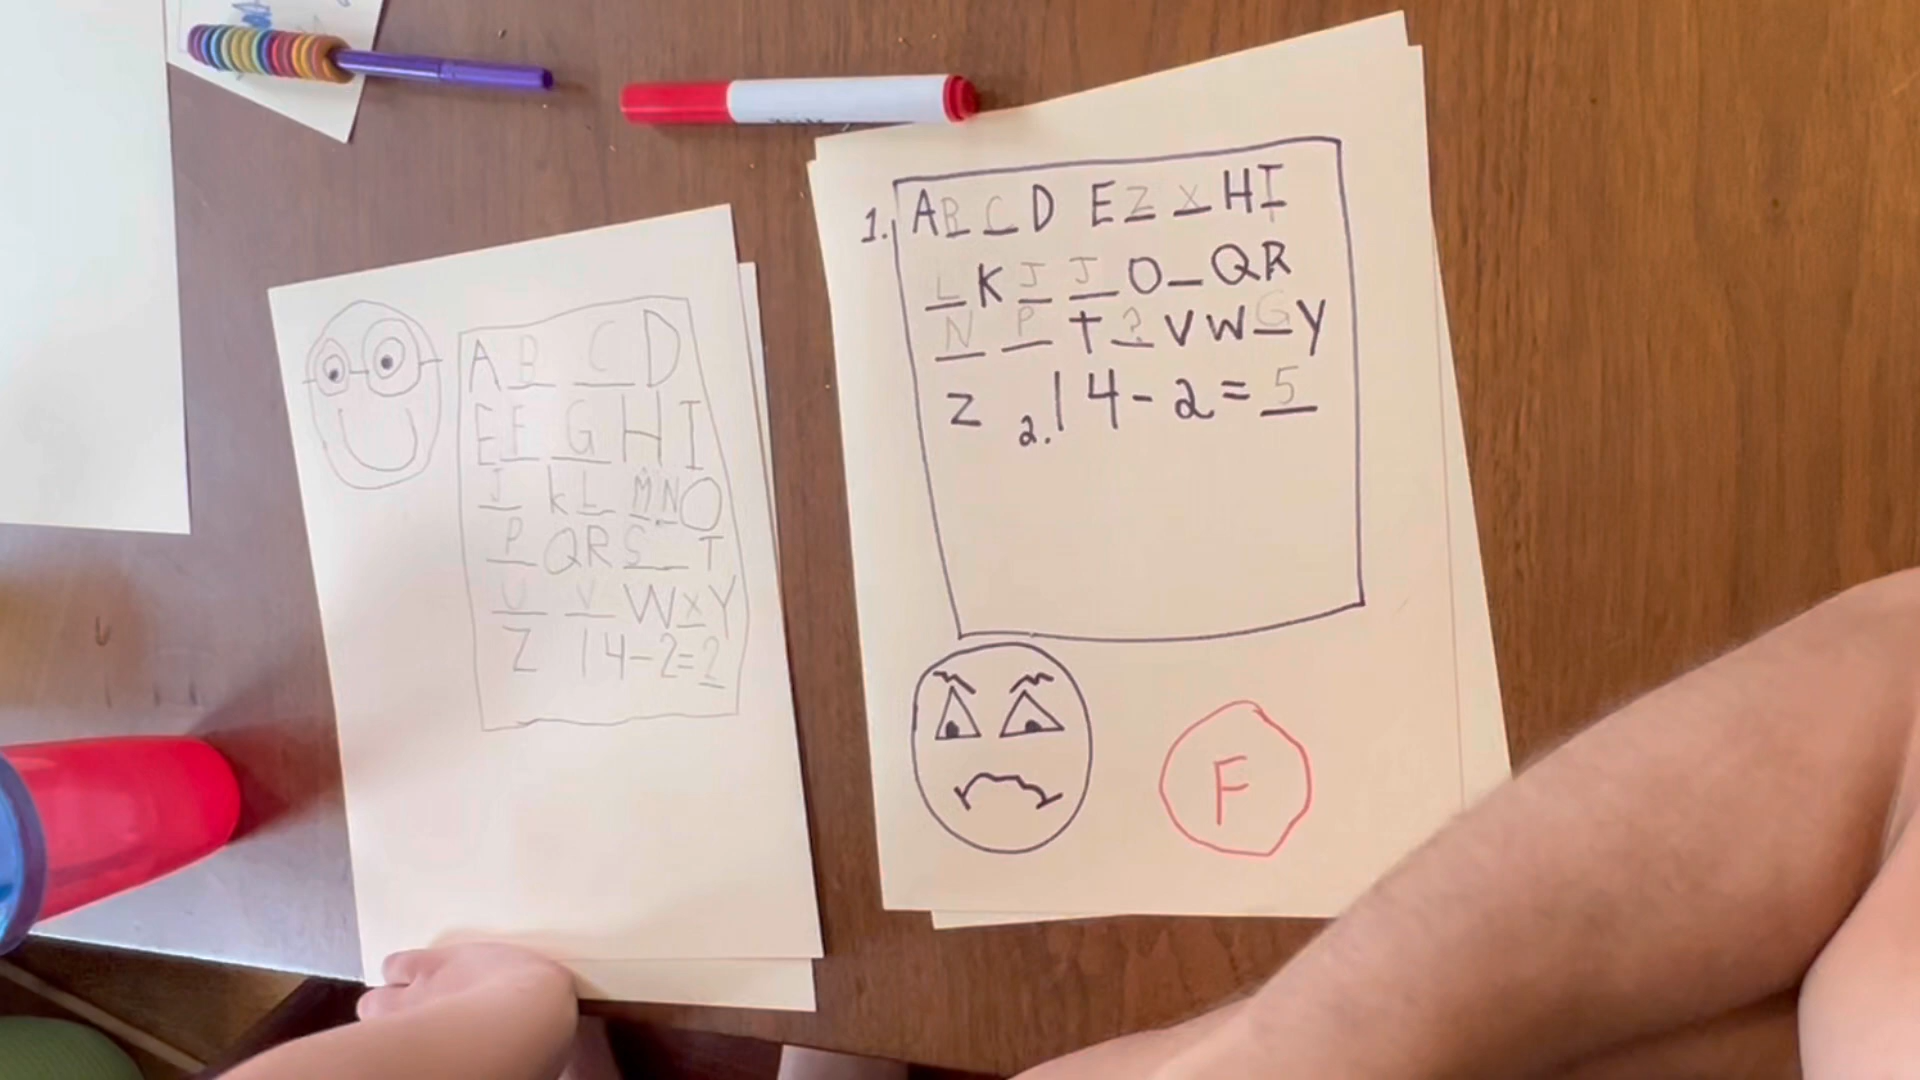 A B C D
E F G H I
J K L M N O
P Q R S T
U V W X Y
Z 14-2=2
1. A B C D E Z X H I
L K J J O _ Q R
N P T ? V W G Y
Z 2. 14-2=5
F